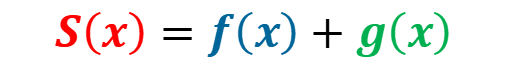 S(x) = f(x) + g(x)